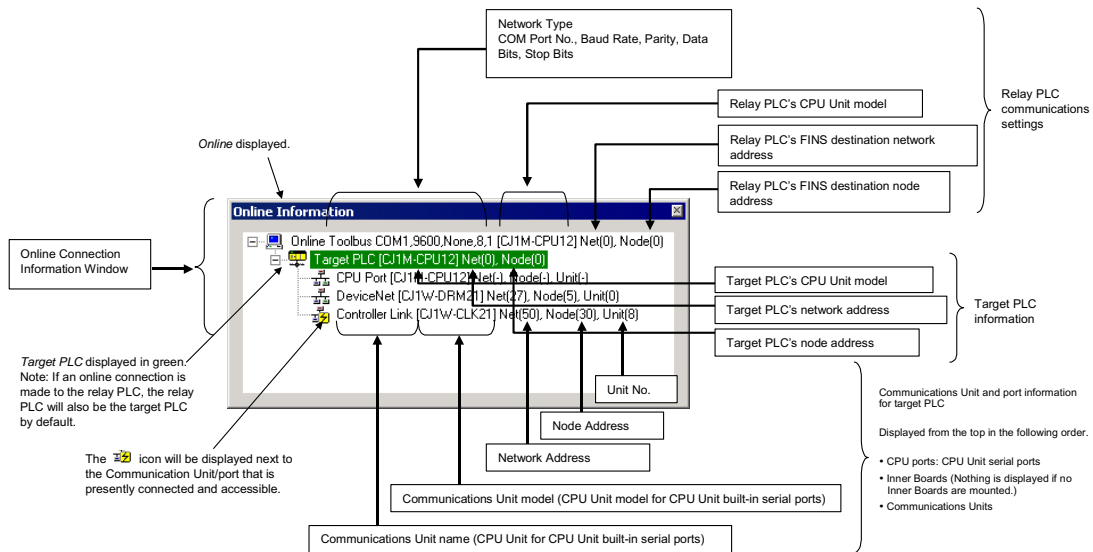 Network Type
COM Port No., Baud Rate, Parity, Data
Bits, Stop Bits
Relay PLC's CPU Unit model
Relay PLC's FINS destination network
address
Relay PLC's FINS destination node
address
Relay PLC
communications
settings
Online displayed.
Online Connection
Information Window
Online Information
Online Toolbus COM1,9600,None,8,1 [CJ1M-CPU12] Net(0), Node(0)
Target PLC [CJ1M-CPU12] Net(0), Node(0)
CPU Port [CJ1M-CPU12] Net(-), Node(-), Unit(-)
DeviceNet [CJ1W-DRM21] Net(27), Node(5), Unit(0)
Controller Link [CJ1W-CLK21] Net(50), Node(30), Unit(8)
Target PLC's CPU Unit model
Target PLC's network address
Target PLC's node address
Target PLC
information
Target PLC displayed in green.
Note: If an online connection is
made to the relay PLC, the relay
PLC will also be the target PLC
by default.
The icon will be displayed next to
the Communication Unit/port that is
presently connected and accessible.
Unit No.
Node Address
Network Address
Communications Unit model (CPU Unit model for CPU Unit built-in serial ports)
Communications Unit name (CPU Unit for CPU Unit built-in serial ports)
Communications Unit and port information
for target PLC
Displayed from the top in the following order.
• CPU ports: CPU Unit serial ports
• Inner Boards (Nothing is displayed if no
Inner Boards are mounted.)
• Communications Units